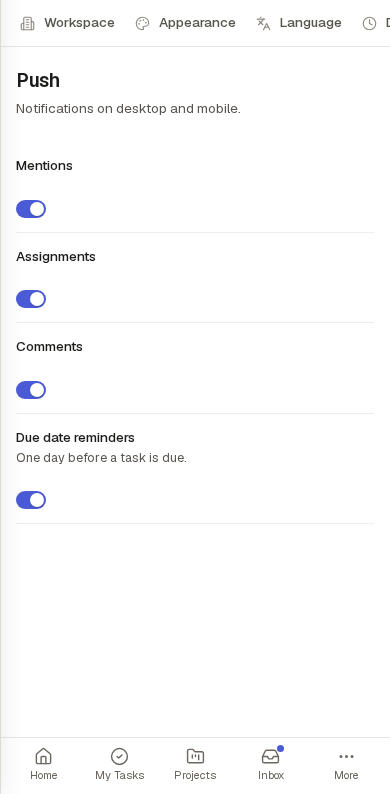 Workspace
Appearance
Language
Push
Notifications on desktop and mobile.
Mentions
Assignments
Comments
Due date reminders
One day before a task is due.
Home
My Tasks
Projects
Inbox
More